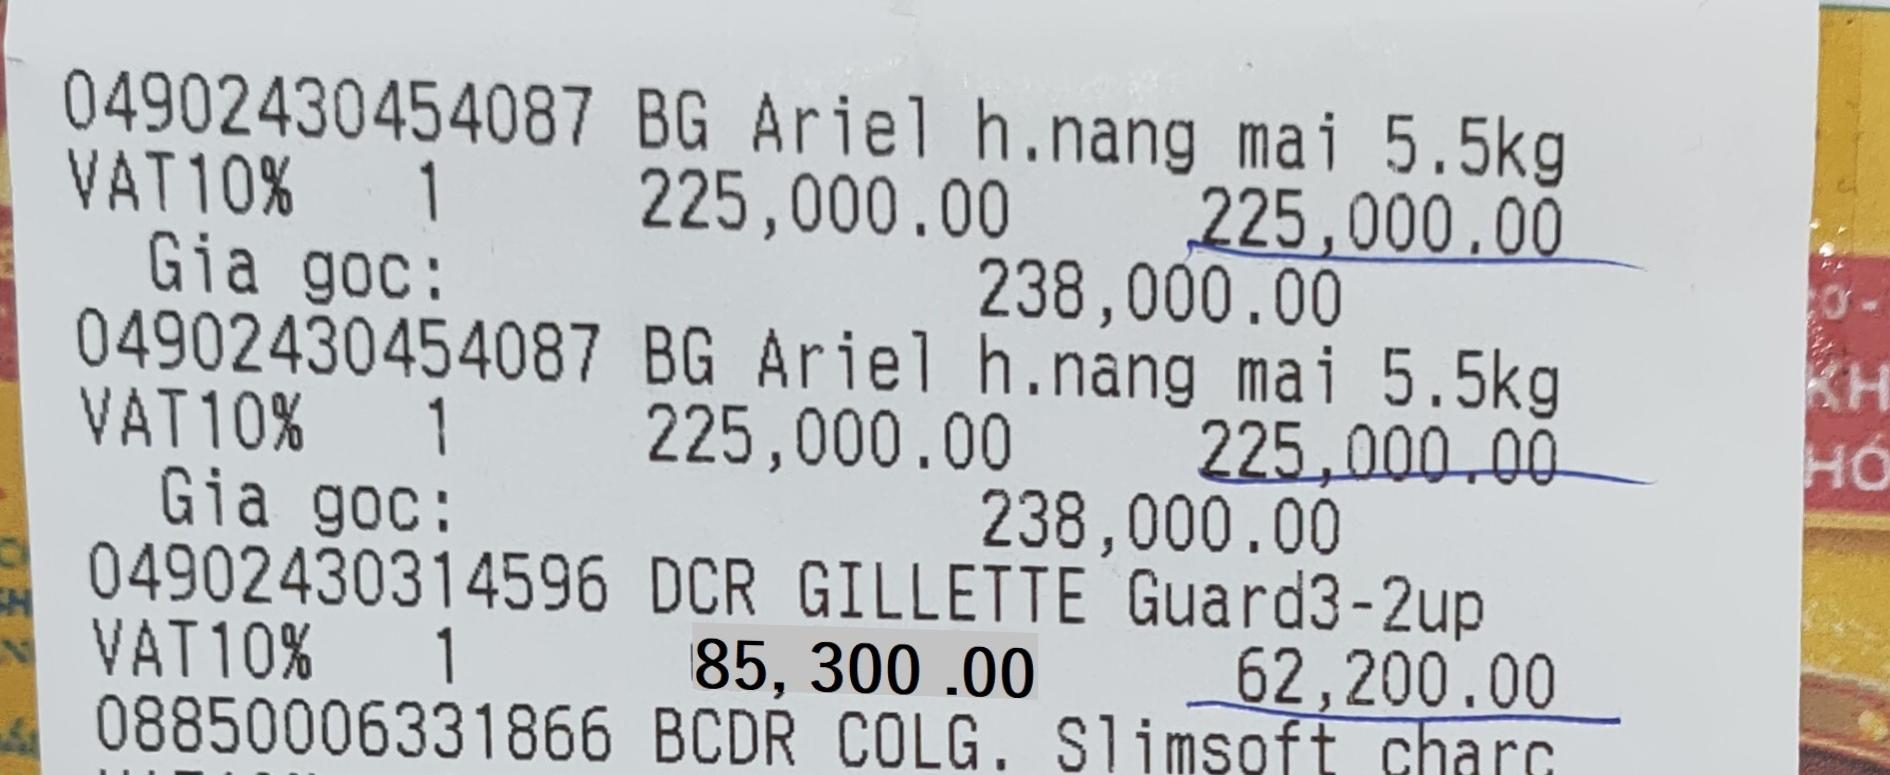 04902430454087 BG Ariel h.nang mai 5.5kg
VAT10% 1 225,000.00 225,000.00
Gia goc: 238,000.00
04902430454087 BG Ariel h.nang mai 5.5kg
VAT10% 1 225,000.00 225,000.00
Gia goc: 238,000.00
04902430314596 DCR GILLETTE Guard3-2up
VAT10% 1 85, 300 .00 62,200.00
08850006331866 BCDR COLG. Slimsoft charc